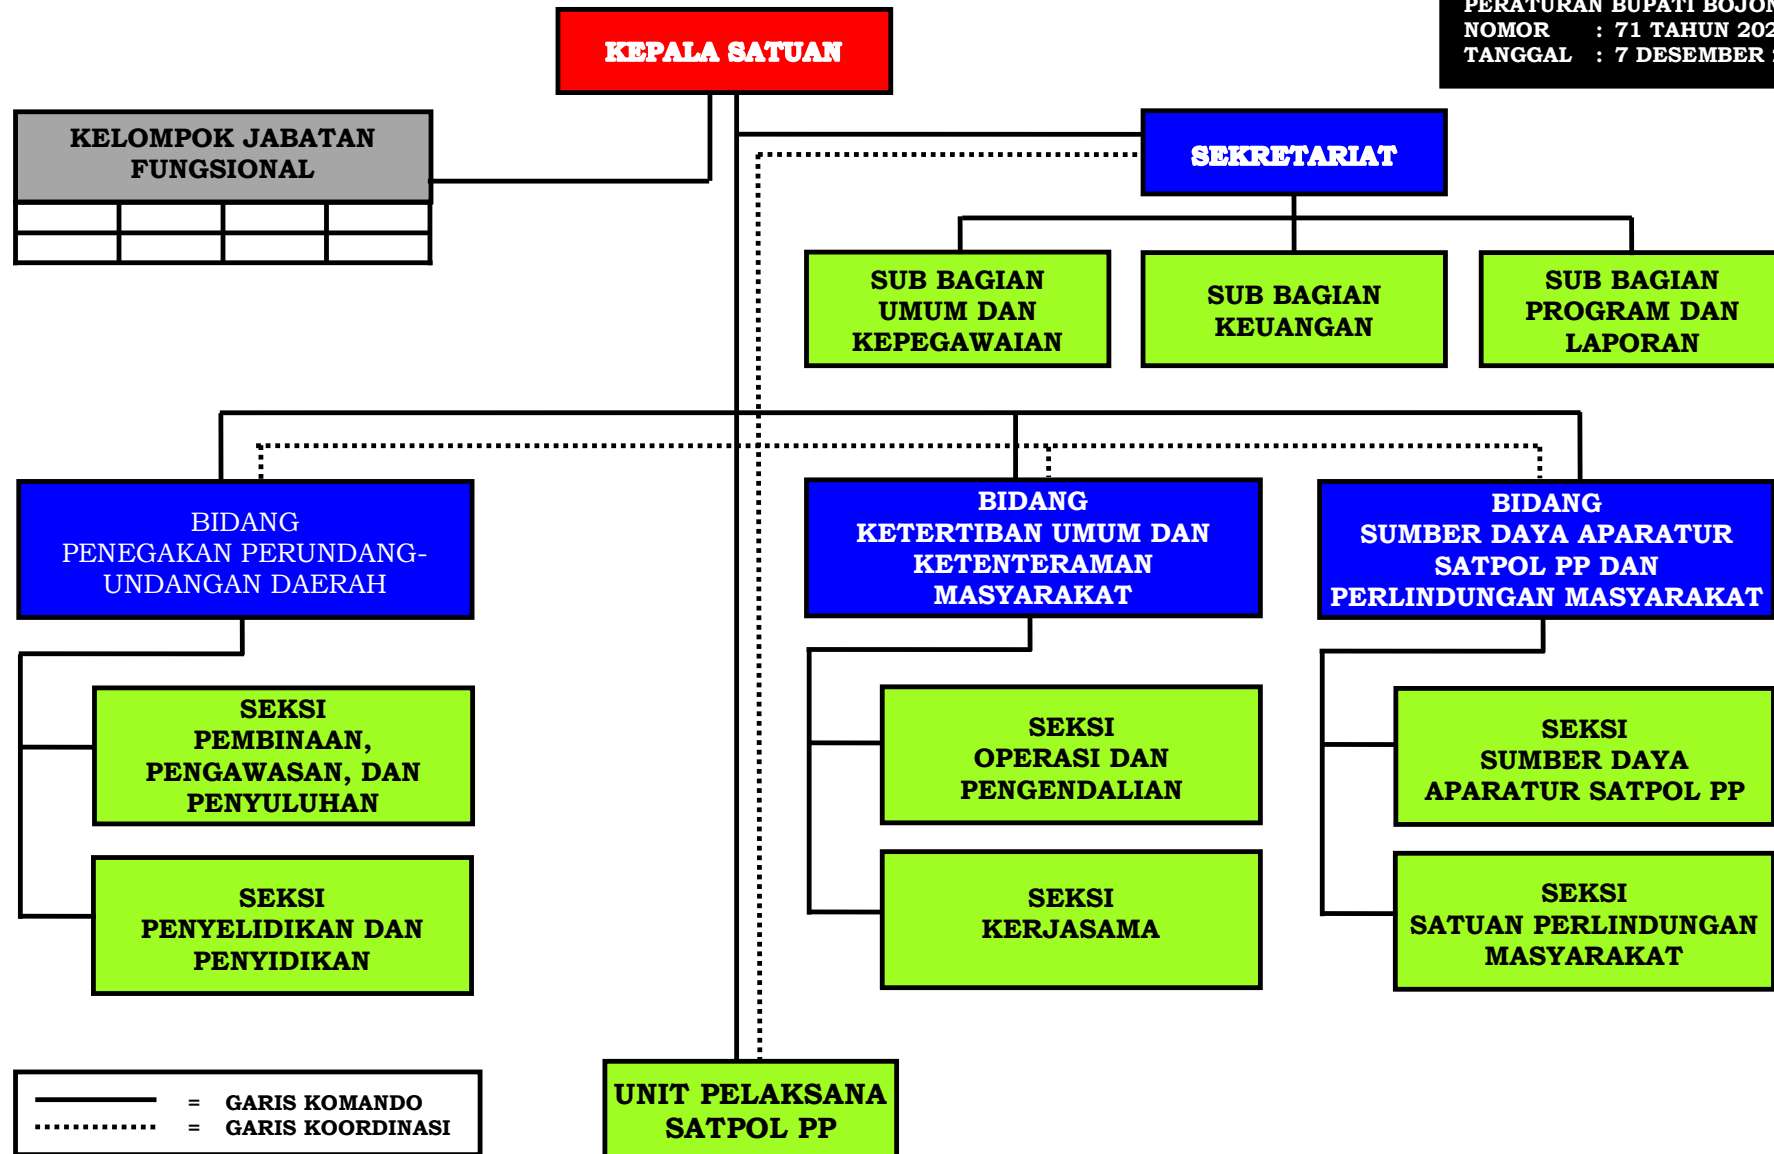 PERATURAN BUPATI
NOMOR : 71 TAHUN
TANGGAL : 7 DESEMBER
KEPALA SATUAN
KELOMPOK JABATAN
FUNGSIONAL
SEKRETARIAT
SUB BAGIAN
UMUM DAN
KEPEGAWAIAN
SUB BAGIAN
KEUANGAN
SUB BAGIAN
PROGRAM DAN
LAPORAN
BIDANG
PENEGAKAN PERUNDANG-
UNDANGAN DAERAH
BIDANG
KETERTIBAN UMUM DAN
KETENTERAMAN
MASYARAKAT
BIDANG
SUMBER DAYA APARATUR
SATPOL PP DAN
PERLINDUNGAN MASYARAKAT
SEKSI
PEMBINAAN,
PENGAWASAN, DAN
PENYULUHAN
SEKSI
OPERASI DAN
PENGENDALIAN
SEKSI
SUMBER DAYA
APARATUR SATPOL PP
SEKSI
PENYELIDIKAN DAN
PENYIDIKAN
SEKSI
KERJASAMA
SEKSI
SATUAN PERLINDUNGAN
MASYARAKAT
= GARIS KOMANDO
= GARIS KOORDINASI
UNIT PELAKSANA
SATPOL PP